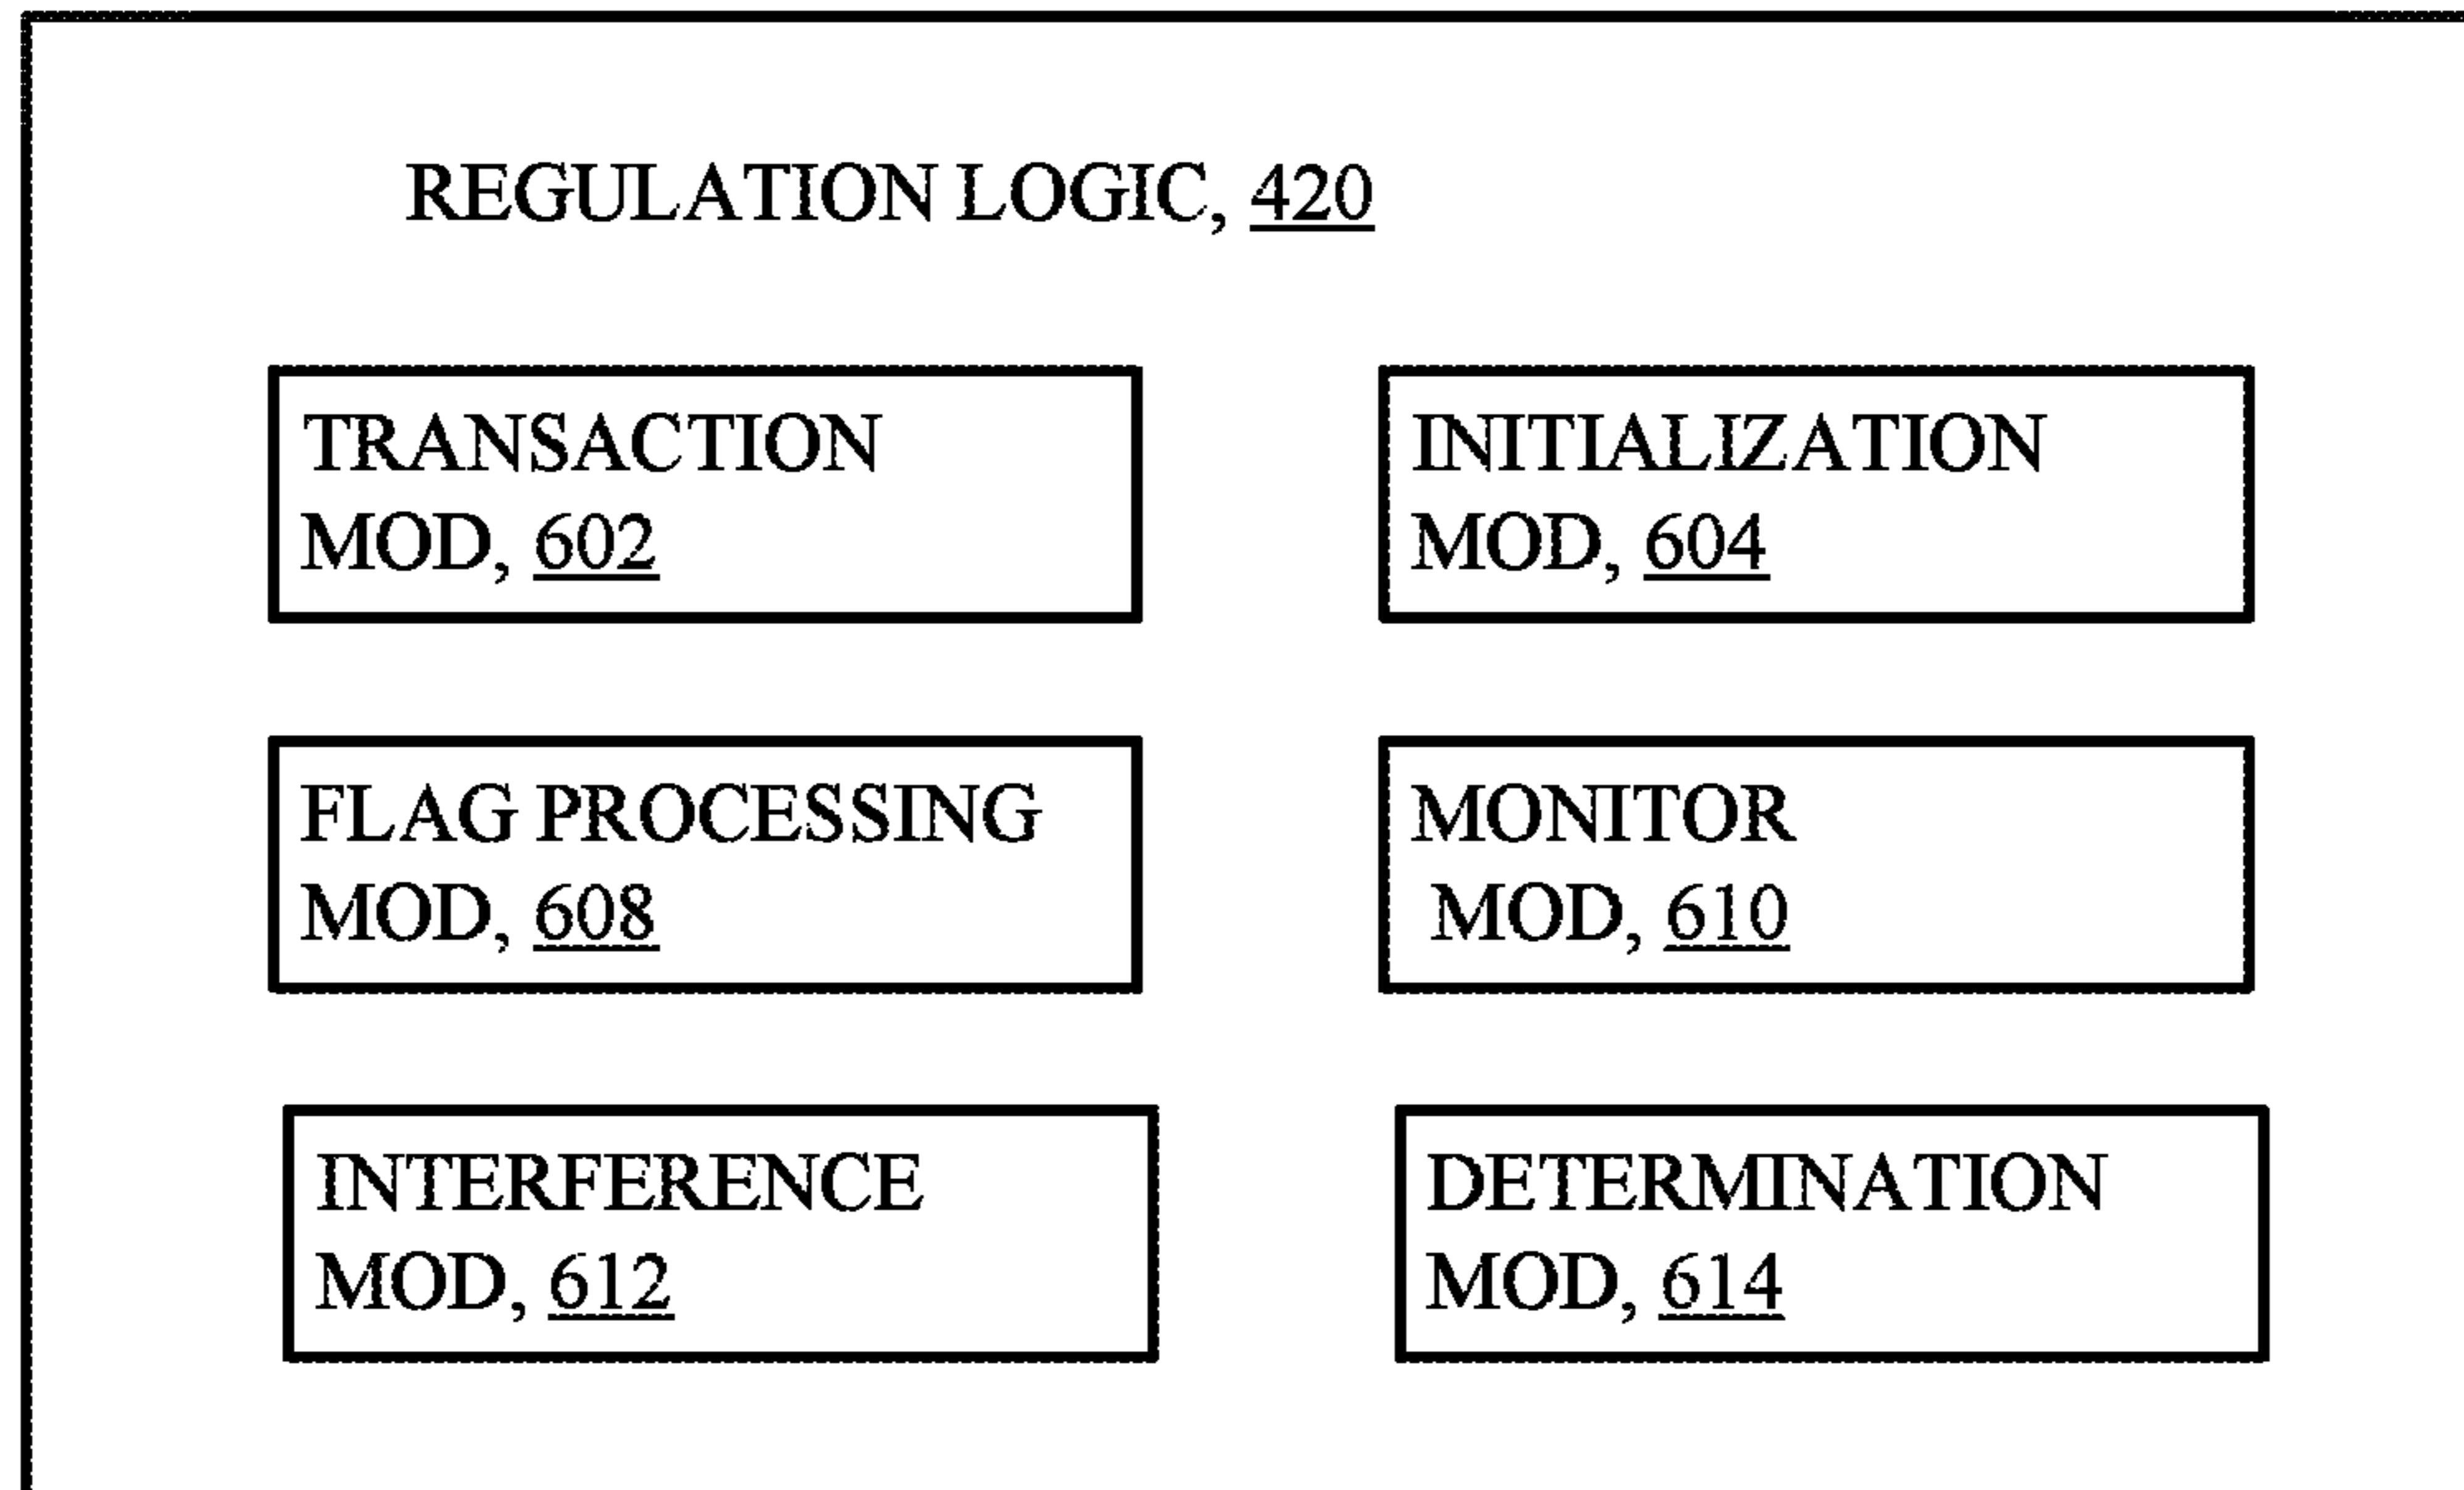 REGULATION LOGIC, 420
TRANSACTION
MOD, 602
INITIALIZATION
MOD, 604
FLAG PROCESSING
MOD, 608
MONITOR
MOD, 610
INTERFERENCE
MOD, 612
DETERMINATION
MOD, 614